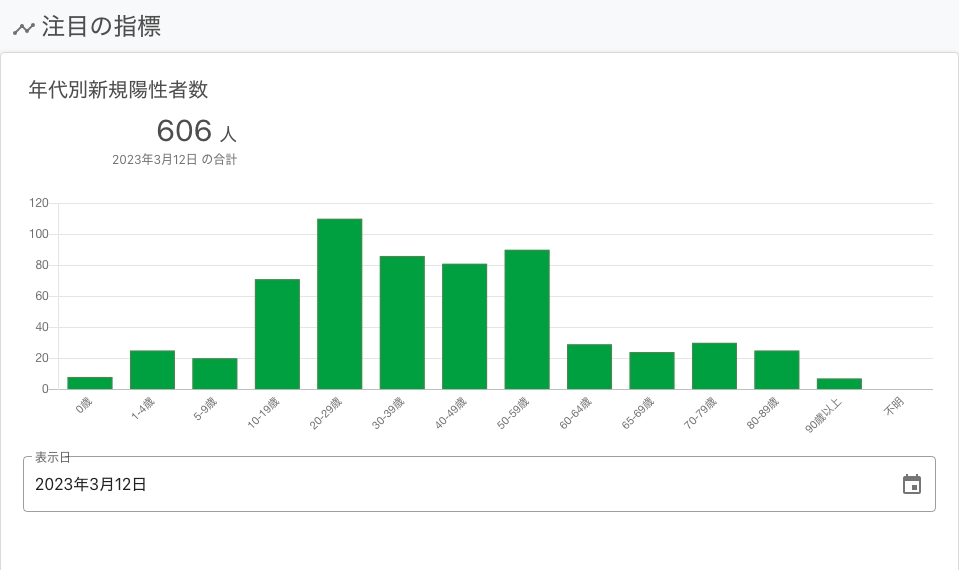 注目の指標
年代別新規陽性者数
606 人
2023年3月12日 の合計
120
100
80
60
40
20
0
0歳
1-4歳
5-9歳
10-19歳
20-29歳
30-39歳
40-49歳
50-59歳
60-64歳
65-69歳
70-79歳
80-89歳
90歳以上
不明
表示日
2023年3月12日